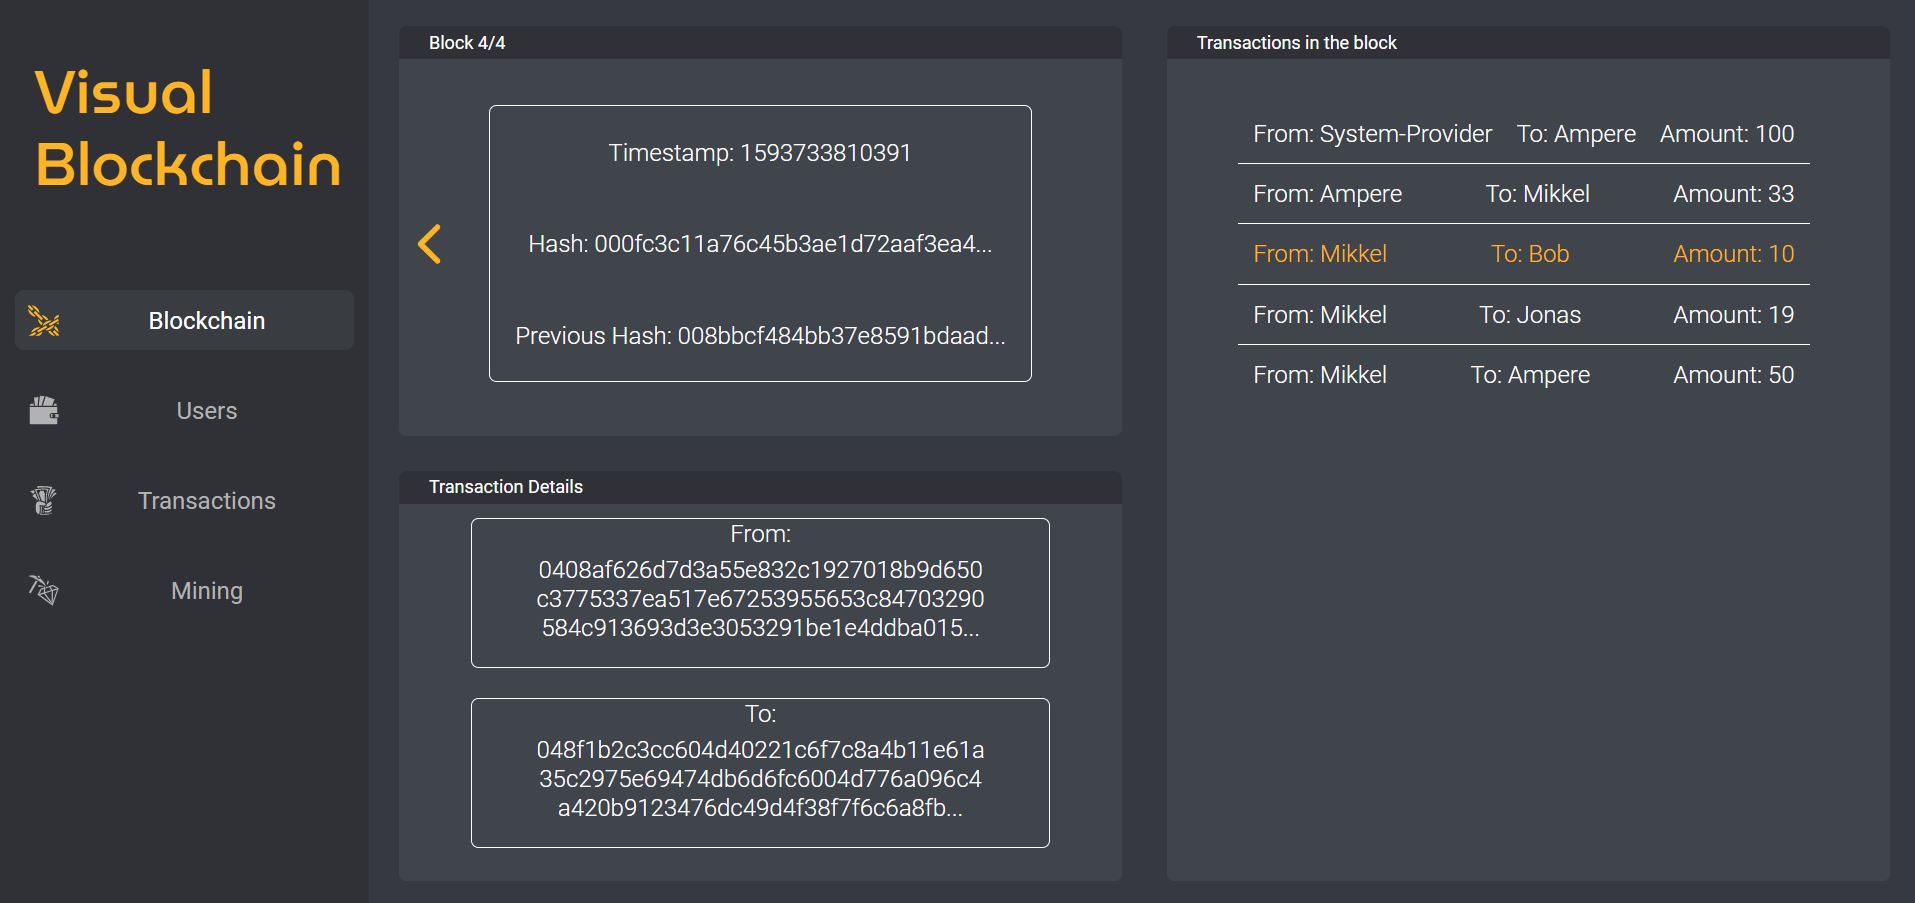 Visual
Blockchain
Blockchain
Users
Transactions
Mining
Block 4/4
Timestamp: 1593733810391
Hash: 000fc3c11a76c45b3ae1d72aaf3ea4...
Previous Hash: 008bbcf484bb37e8591bdaad...
Transaction Details
From:
0408af626d7d3a55e832c1927018b9d650
c3775337ea517e67253955653c84703290
584c913693d3e3053291be1e4ddba015...
To:
048f1b2c3cc604d40221c6f7c8a4b11e61a
35c2975e69474db6d6fc6004d776a096c4
a420b9123476dc49d4f38f7f6c6a8fb...
Transactions in the block
From: System-Provider To: Ampere Amount: 100
From: Ampere To: Mikkel Amount: 33
From: Mikkel To: Bob Amount: 10
From: Mikkel To: Jonas Amount: 19
From: Mikkel To: Ampere Amount: 50